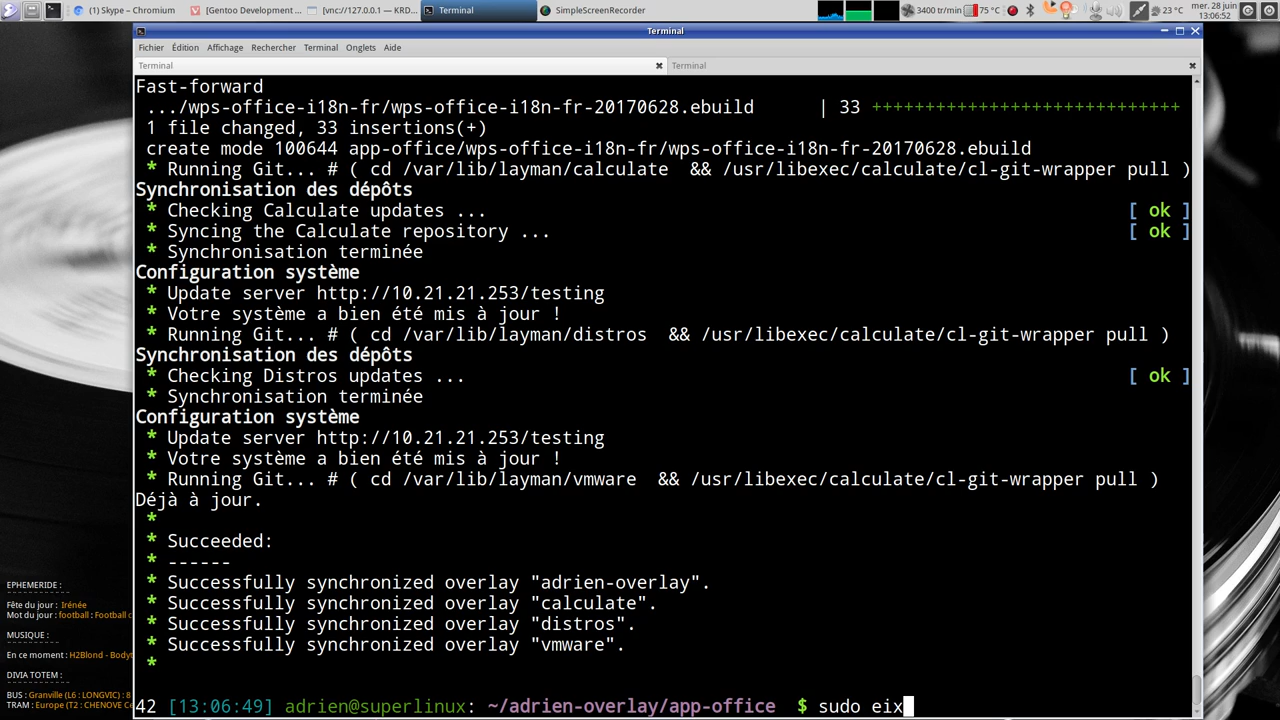 (1) Skype – Chromium
[Gentoo Development ...
[vnc://127.0.0.1 — KRD...
Terminal
SimpleScreenRecorder
3400 tr/min
75 °C
23 °C
mer. 28 juin
13:06:52
Terminal
Fichier Édition Affichage Rechercher Terminal Onglets Aide
Terminal
Terminal
Fast-forward
.../wps-office-i18n-fr/wps-office-i18n-fr-20170628.ebuild | 33 +++++++++++++++++++++++++++++
1 file changed, 33 insertions(+)
create mode 100644 app-office/wps-office-i18n-fr/wps-office-i18n-fr-20170628.ebuild
* Running Git... # ( cd /var/lib/layman/calculate && /usr/libexec/calculate/cl-git-wrapper pull )
Synchronisation des dépôts
* Checking Calculate updates ... [ ok ]
* Syncing the Calculate repository ... [ ok ]
* Synchronisation terminée
Configuration système
* Update server http://10.21.21.253/testing
* Votre système a bien été mis à jour !
* Running Git... # ( cd /var/lib/layman/distros && /usr/libexec/calculate/cl-git-wrapper pull )
Synchronisation des dépôts
* Checking Distros updates ... [ ok ]
* Synchronisation terminée
Configuration système
* Update server http://10.21.21.253/testing
* Votre système a bien été mis à jour !
* Running Git... # ( cd /var/lib/layman/vmware && /usr/libexec/calculate/cl-git-wrapper pull )
Déjà à jour.
*
* Succeeded:
* ------
* Successfully synchronized overlay "adrien-overlay".
* Successfully synchronized overlay "calculate".
* Successfully synchronized overlay "distros".
* Successfully synchronized overlay "vmware".
*
42 [13:06:49] adrien@superlinux: ~/adrien-overlay/app-office $ sudo eix
EPHEMERIDE :
Fête du jour : Irénée
Mot du jour : football : Football
MUSIQUE :
En ce moment : H2Blond - Bodyt
DIVIA TOTEM :
BUS : Granville (L6 : LONGVIC) : 8
TRAM : Europe (T2 : CHENOVE Ce